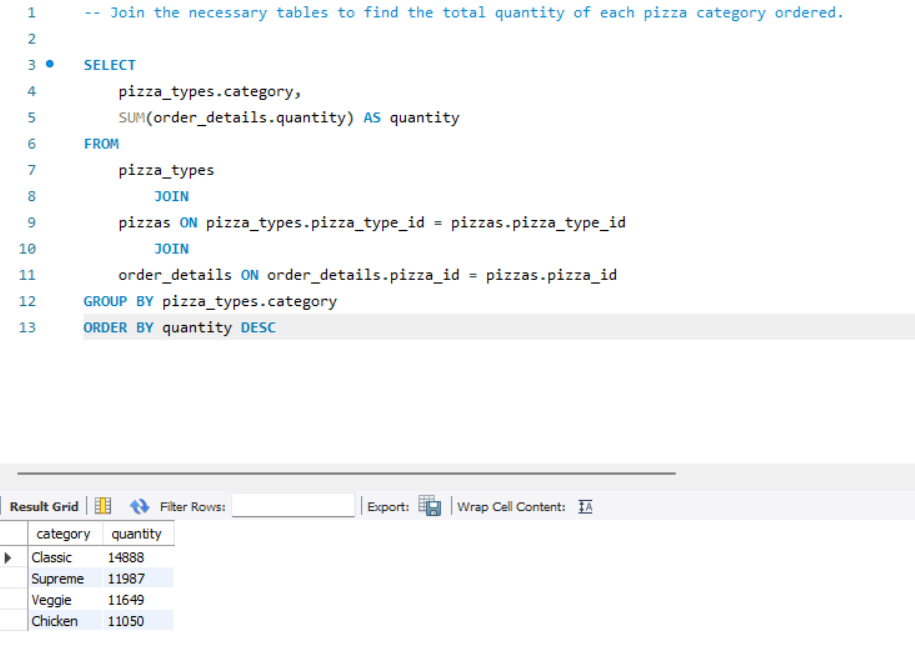 1 -- Join the necessary tables to find the total quantity of each pizza category ordered.
2
3 SELECT
4 pizza_types.category,
5 SUM(order_details.quantity) AS quantity
6 FROM
7 pizza_types
8 JOIN
9 pizzas ON pizza_types.pizza_type_id = pizzas.pizza_type_id
10 JOIN
11 order_details ON order_details.pizza_id = pizzas.pizza_id
12 GROUP BY pizza_types.category
13 ORDER BY quantity DESC
Result Grid Filter Rows: Export: Wrap Cell Content: IA
category quantity
Classic 14888
Supreme 11987
Veggie 11649
Chicken 11050